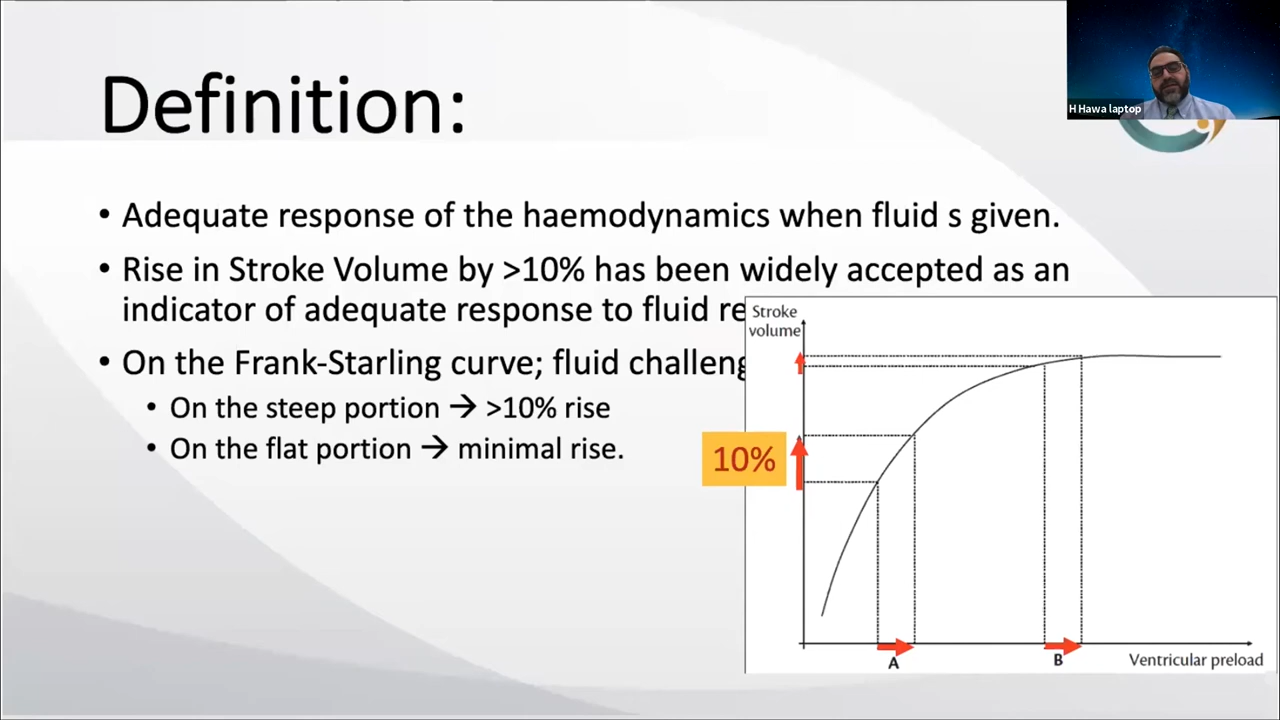 H Hawa laptop
Definition:
• Adequate response of the haemodynamics when fluid s given.
• Rise in Stroke Volume by >10% has been widely accepted as an
indicator of adequate response to fluid re
• On the Frank-Starling curve; fluid challeng
• On the steep portion → >10% rise
• On the flat portion → minimal rise.
Stroke
volume
10%
A
B
Ventricular preload